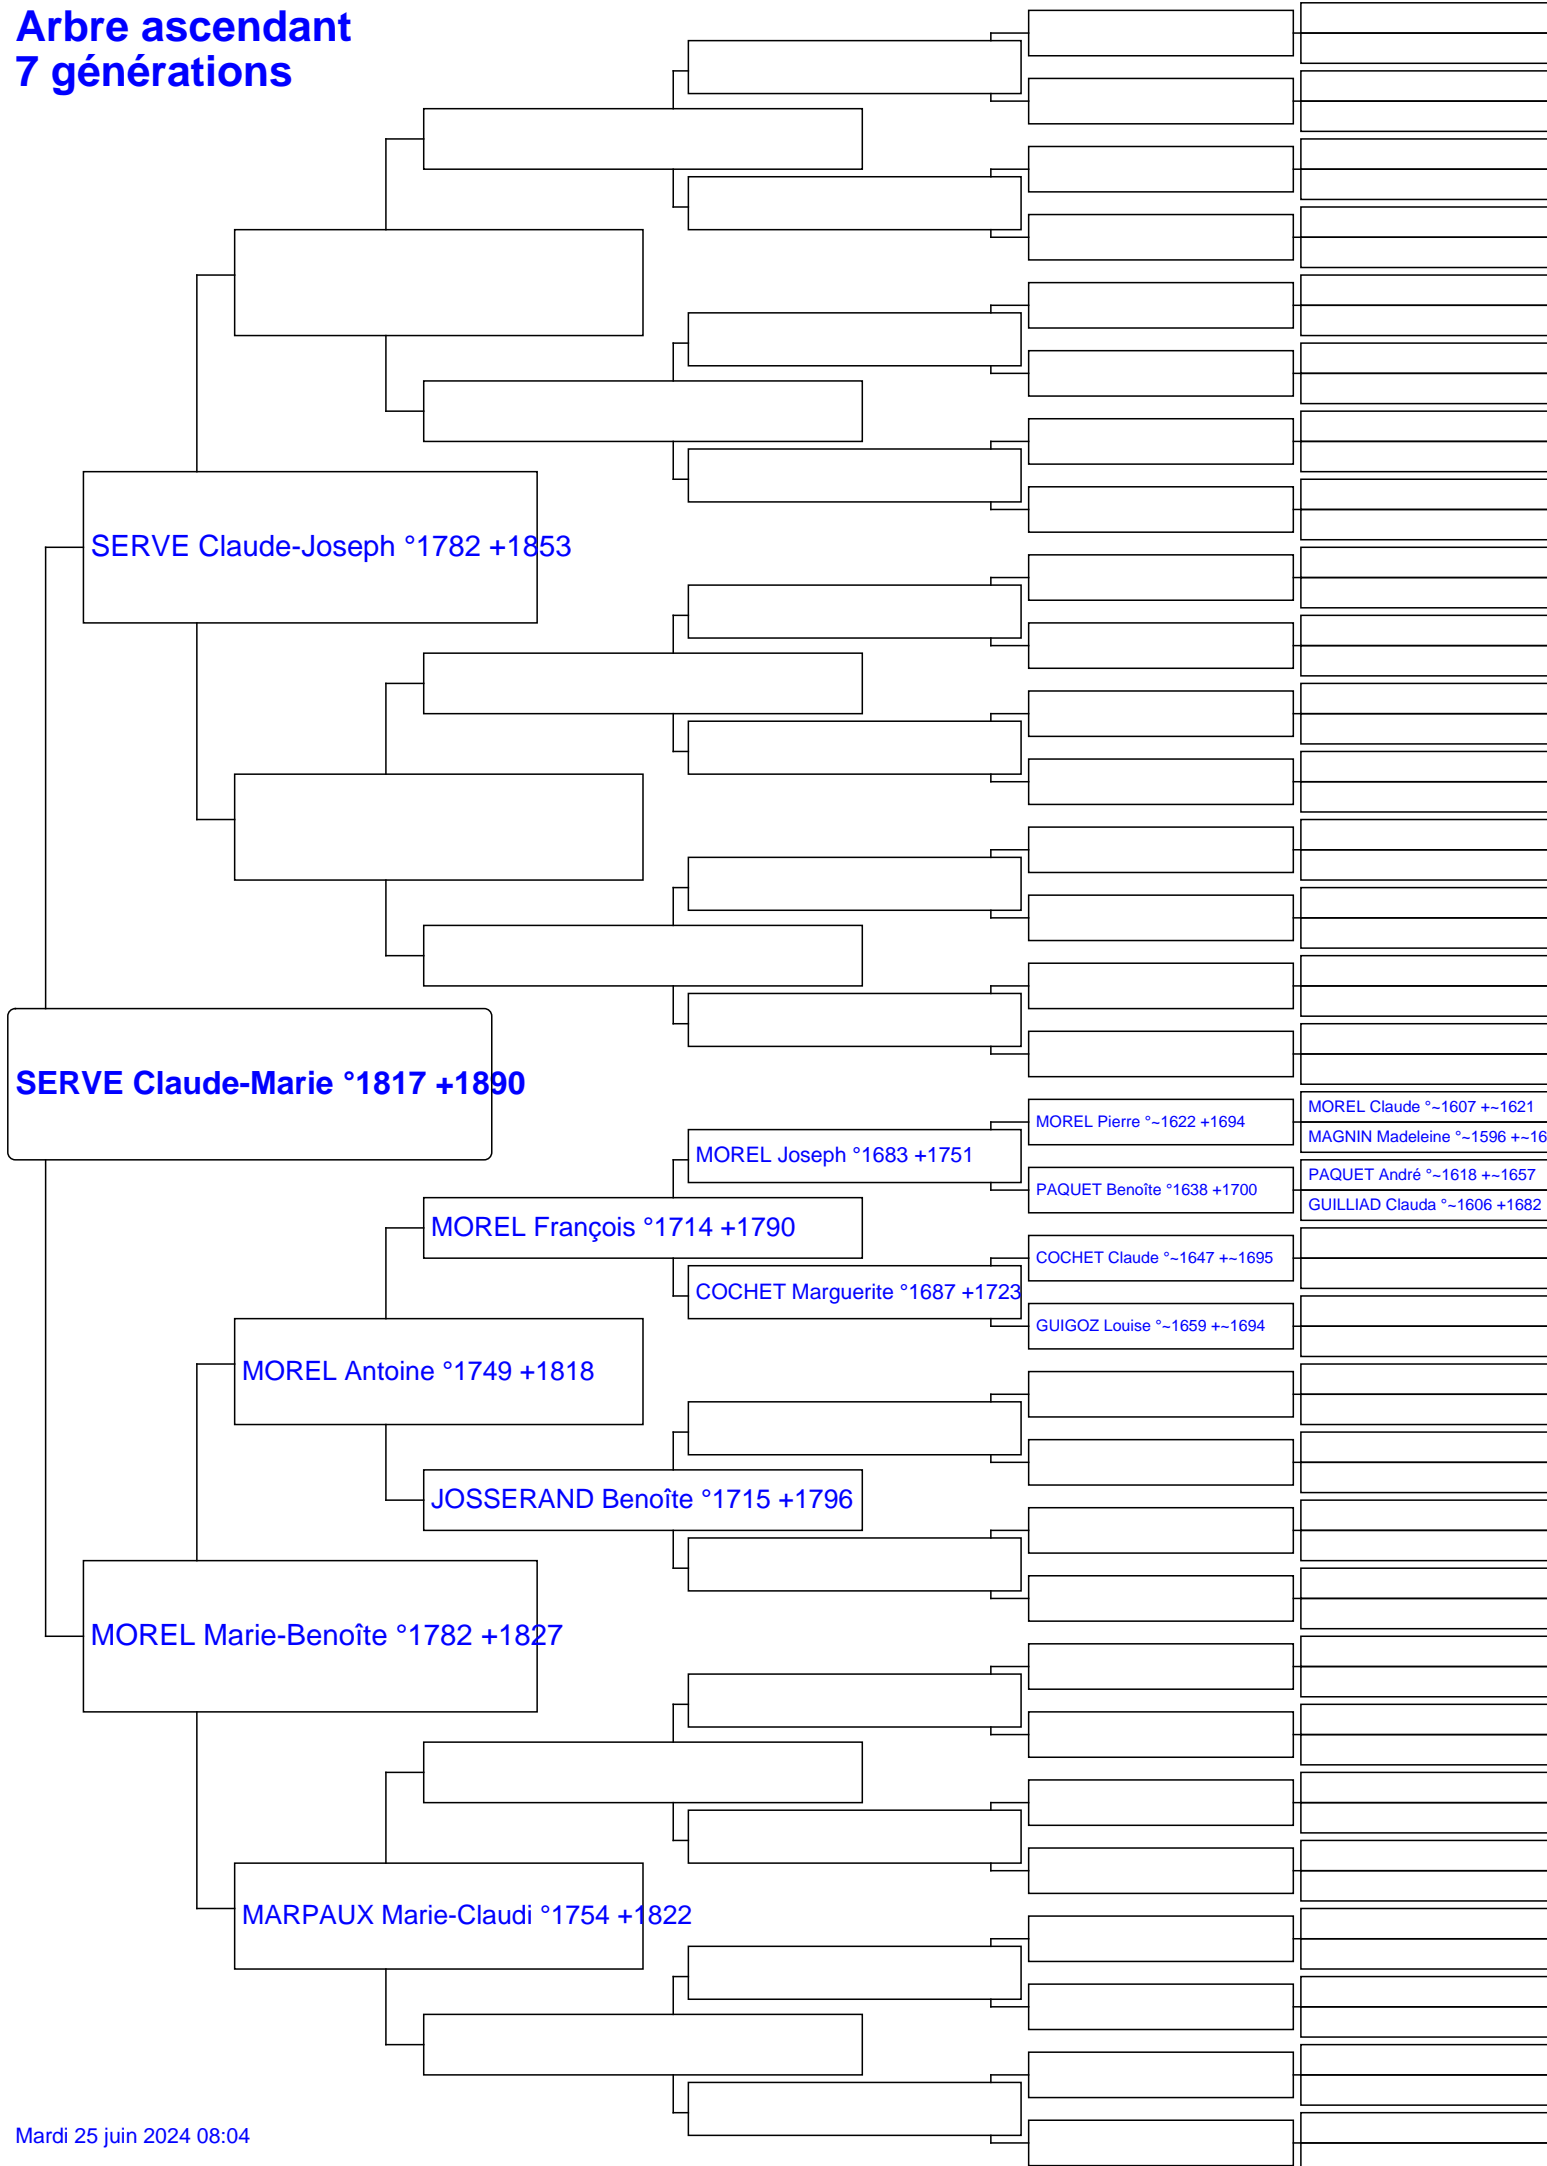 Arbre ascendant
7 générations
SERVE Claude-Joseph °1782 +1853
SERVE Claude-Marie °1817 +1890
MOREL Claude °~1607 +~1621
MOREL Pierre °~1622 +1694
MAGNIN Madeleine °~1596 +~16
MOREL Joseph °1683 +1751
PAQUET André °~1618 +~1657
PAQUET Benoîte °1638 +1700
GUILLIAD Clauda °~1606 +1682
MOREL François °1714 +1790
COCHET Claude °~1647 +~1695
COCHET Marguerite °1687 +1723
GUIGOZ Louise °~1659 +~1694
MOREL Antoine °1749 +1818
JOSSERAND Benoîte °1715 +1796
MOREL Marie-Benoîte °1782 +1827
MARPAUX Marie-Claudi °1754 +1822
Mardi 25 juin 2024 08:04